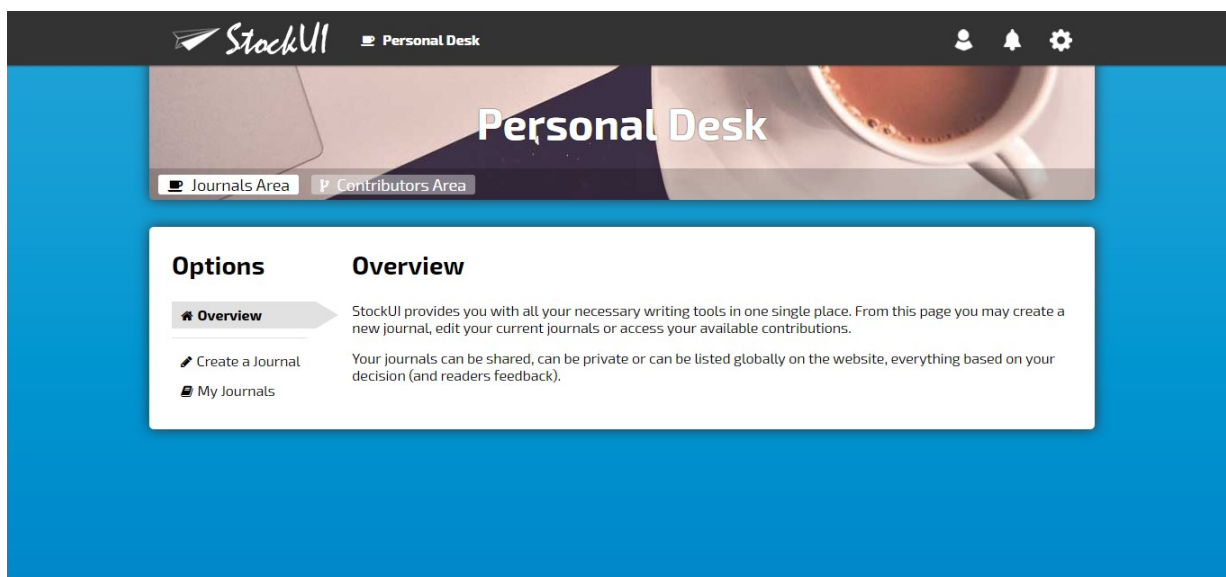 StockUI
Personal Desk
Personal Desk
Journals Area
Contributors Area
Options
Overview
Overview
StockUI provides you with all your necessary writing tools in one single place. From this page you may create a
new journal, edit your current journals or access your available contributions.
Create a Journal
Your journals can be shared, can be private or can be listed globally on the website, everything based on your
decision (and readers feedback).
My Journals